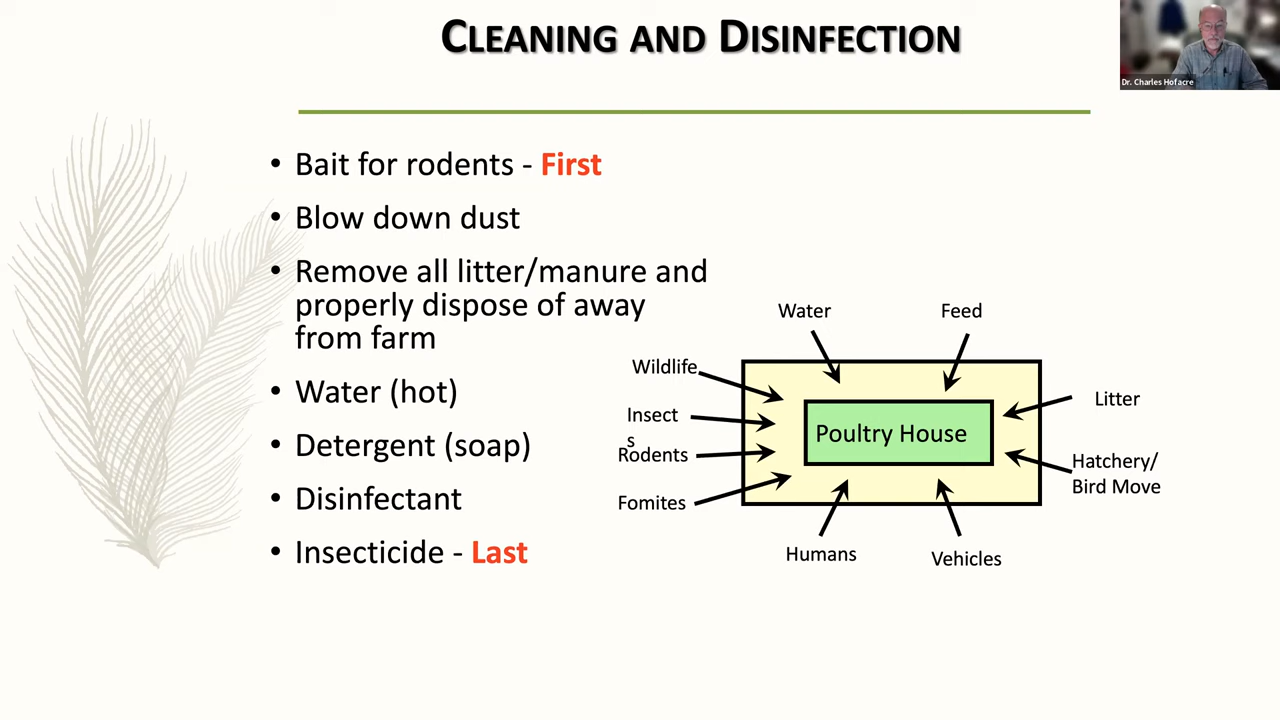 CLEANING AND DISINFECTION
Dr. Charles Hofacre
• Bait for rodents - First
• Blow down dust
• Remove all litter/manure and
properly dispose of away
from farm
• Water (hot)
• Detergent (soap)
• Disinfectant
• Insecticide - Last
Water
Feed
Wildlife
Insect
s
Rodents
Fomites
Poultry House
Litter
Hatchery/
Bird Move
Humans
Vehicles